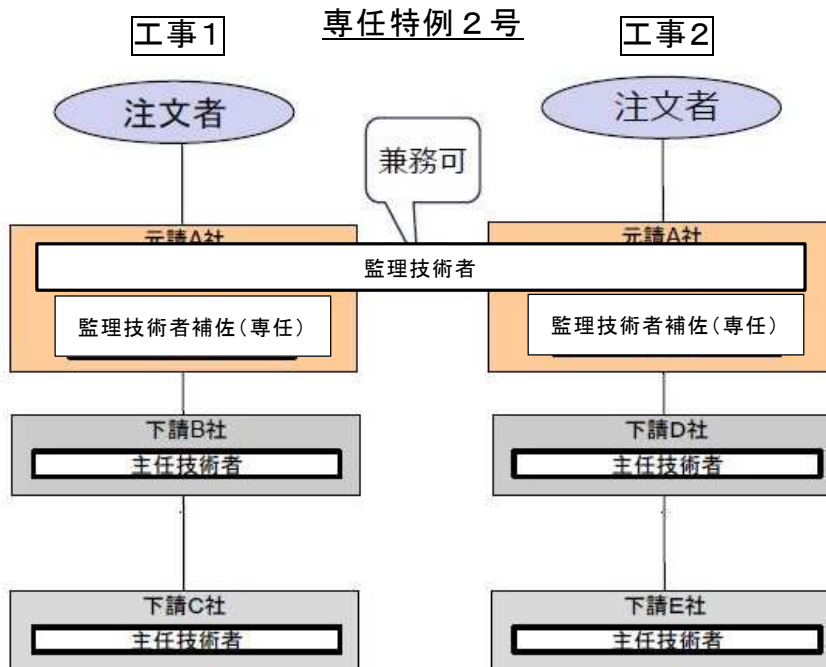 専任特例２号
工事1
工事2
注文者
注文者
兼務可
元請A社
元請A社
監理技術者
監理技術者補佐（専任）
監理技術者補佐（専任）
下請B社
主任技術者
下請D社
主任技術者
下請C社
主任技術者
下請E社
主任技術者